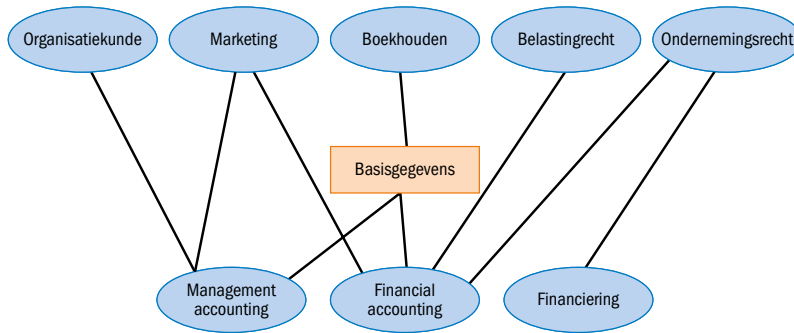 Organisatiekunde
Marketing
Boekhouden
Belastingrecht
Ondernemingsrecht
Basisgegevens
Management
accounting
Financial
accounting
Financiering